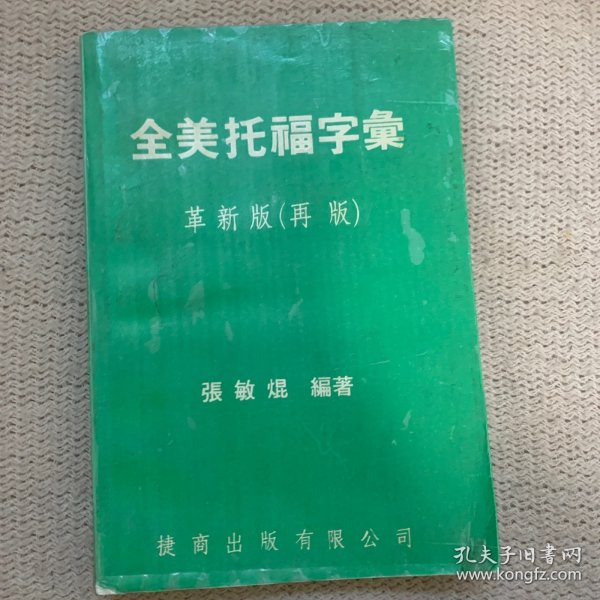 全美托福字彙
革新版(再版)
張敏焜 編著
捷商出版有限公司
孔夫子旧書网
www.kongfz.com